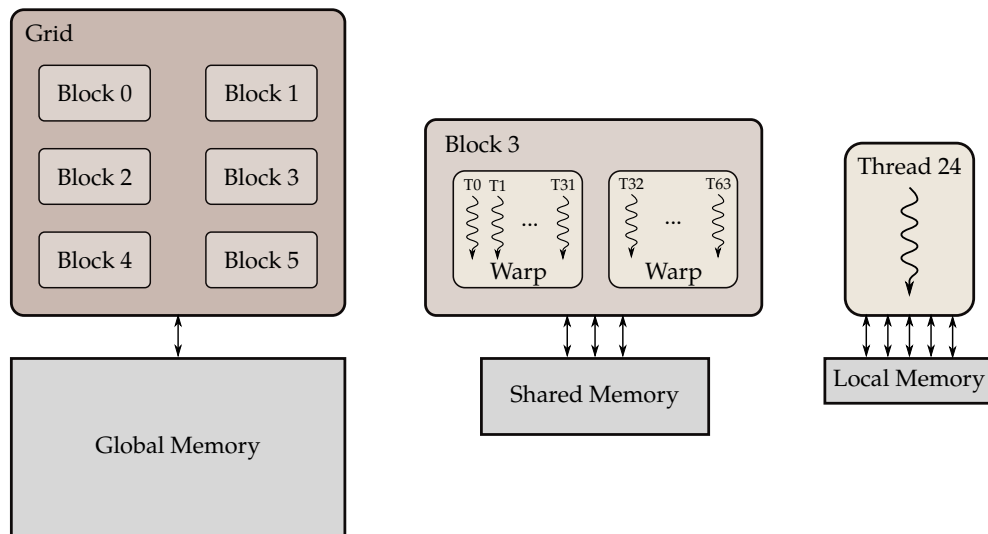 Grid
Block 0
Block 1
Block 2
Block 3
Block 4
Block 5
Global Memory
Block 3
T0 T1 T31
...
Warp
T32 T63
...
Warp
Shared Memory
Thread 24
Local Memory